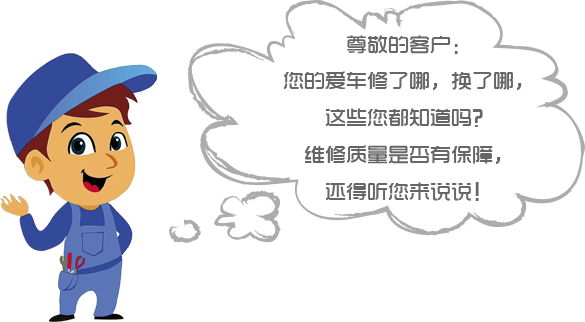 尊敬的客户：
您的爱车修了哪，换了哪，
这些您都知道吗？
维修质量是否有保障，
还得听您来说说！